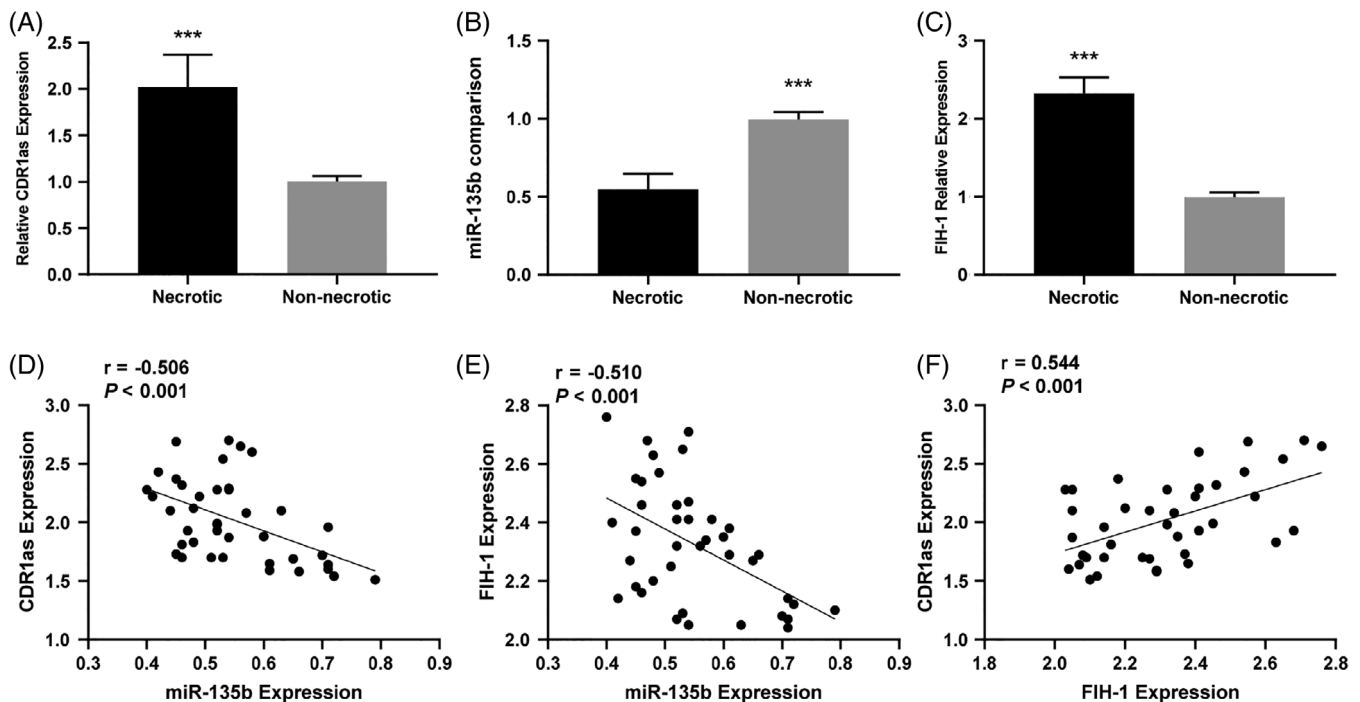 (A)
Relative CDR1as Expression
2.5
2.0
1.5
1.0
0.5
0.0
***
Necrotic
Non-necrotic
(B)
miR-135b comparison
1.5
1.0
0.5
0.0
***
Necrotic
Non-necrotic
(C)
FIH-1 Relative Expression
3
2
1
0
***
Necrotic
Non-necrotic
(D)
r = -0.506
P < 0.001
CDR1as Expression
3.0
2.5
2.0
1.5
1.0
0.3 0.4 0.5 0.6 0.7 0.8 0.9
miR-135b Expression
(E)
r = -0.510
P < 0.001
FIH-1 Expression
2.8
2.6
2.4
2.2
2.0
0.3 0.4 0.5 0.6 0.7 0.8 0.9
miR-135b Expression
(F)
r = 0.544
P < 0.001
CDR1as Expression
3.0
2.5
2.0
1.5
1.0
1.8 2.0 2.2 2.4 2.6 2.8
FIH-1 Expression